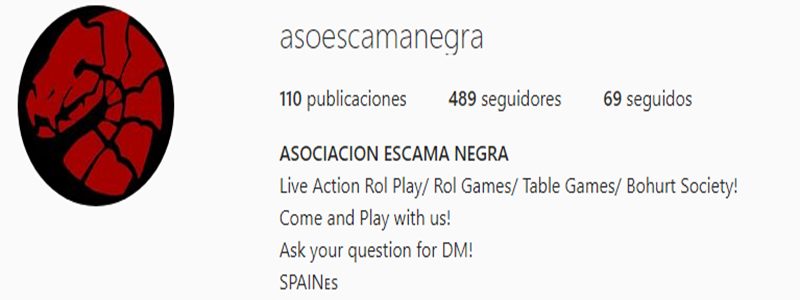 asoescamanegra
110 publicaciones 489 seguidores 69 seguidos
ASOCIACION ESCAMA NEGRA
Live Action Rol Play/ Rol Games/ Table Games/ Bohurt Society!
Come and Play with us!
Ask your question for DM!
SPAINᴇs